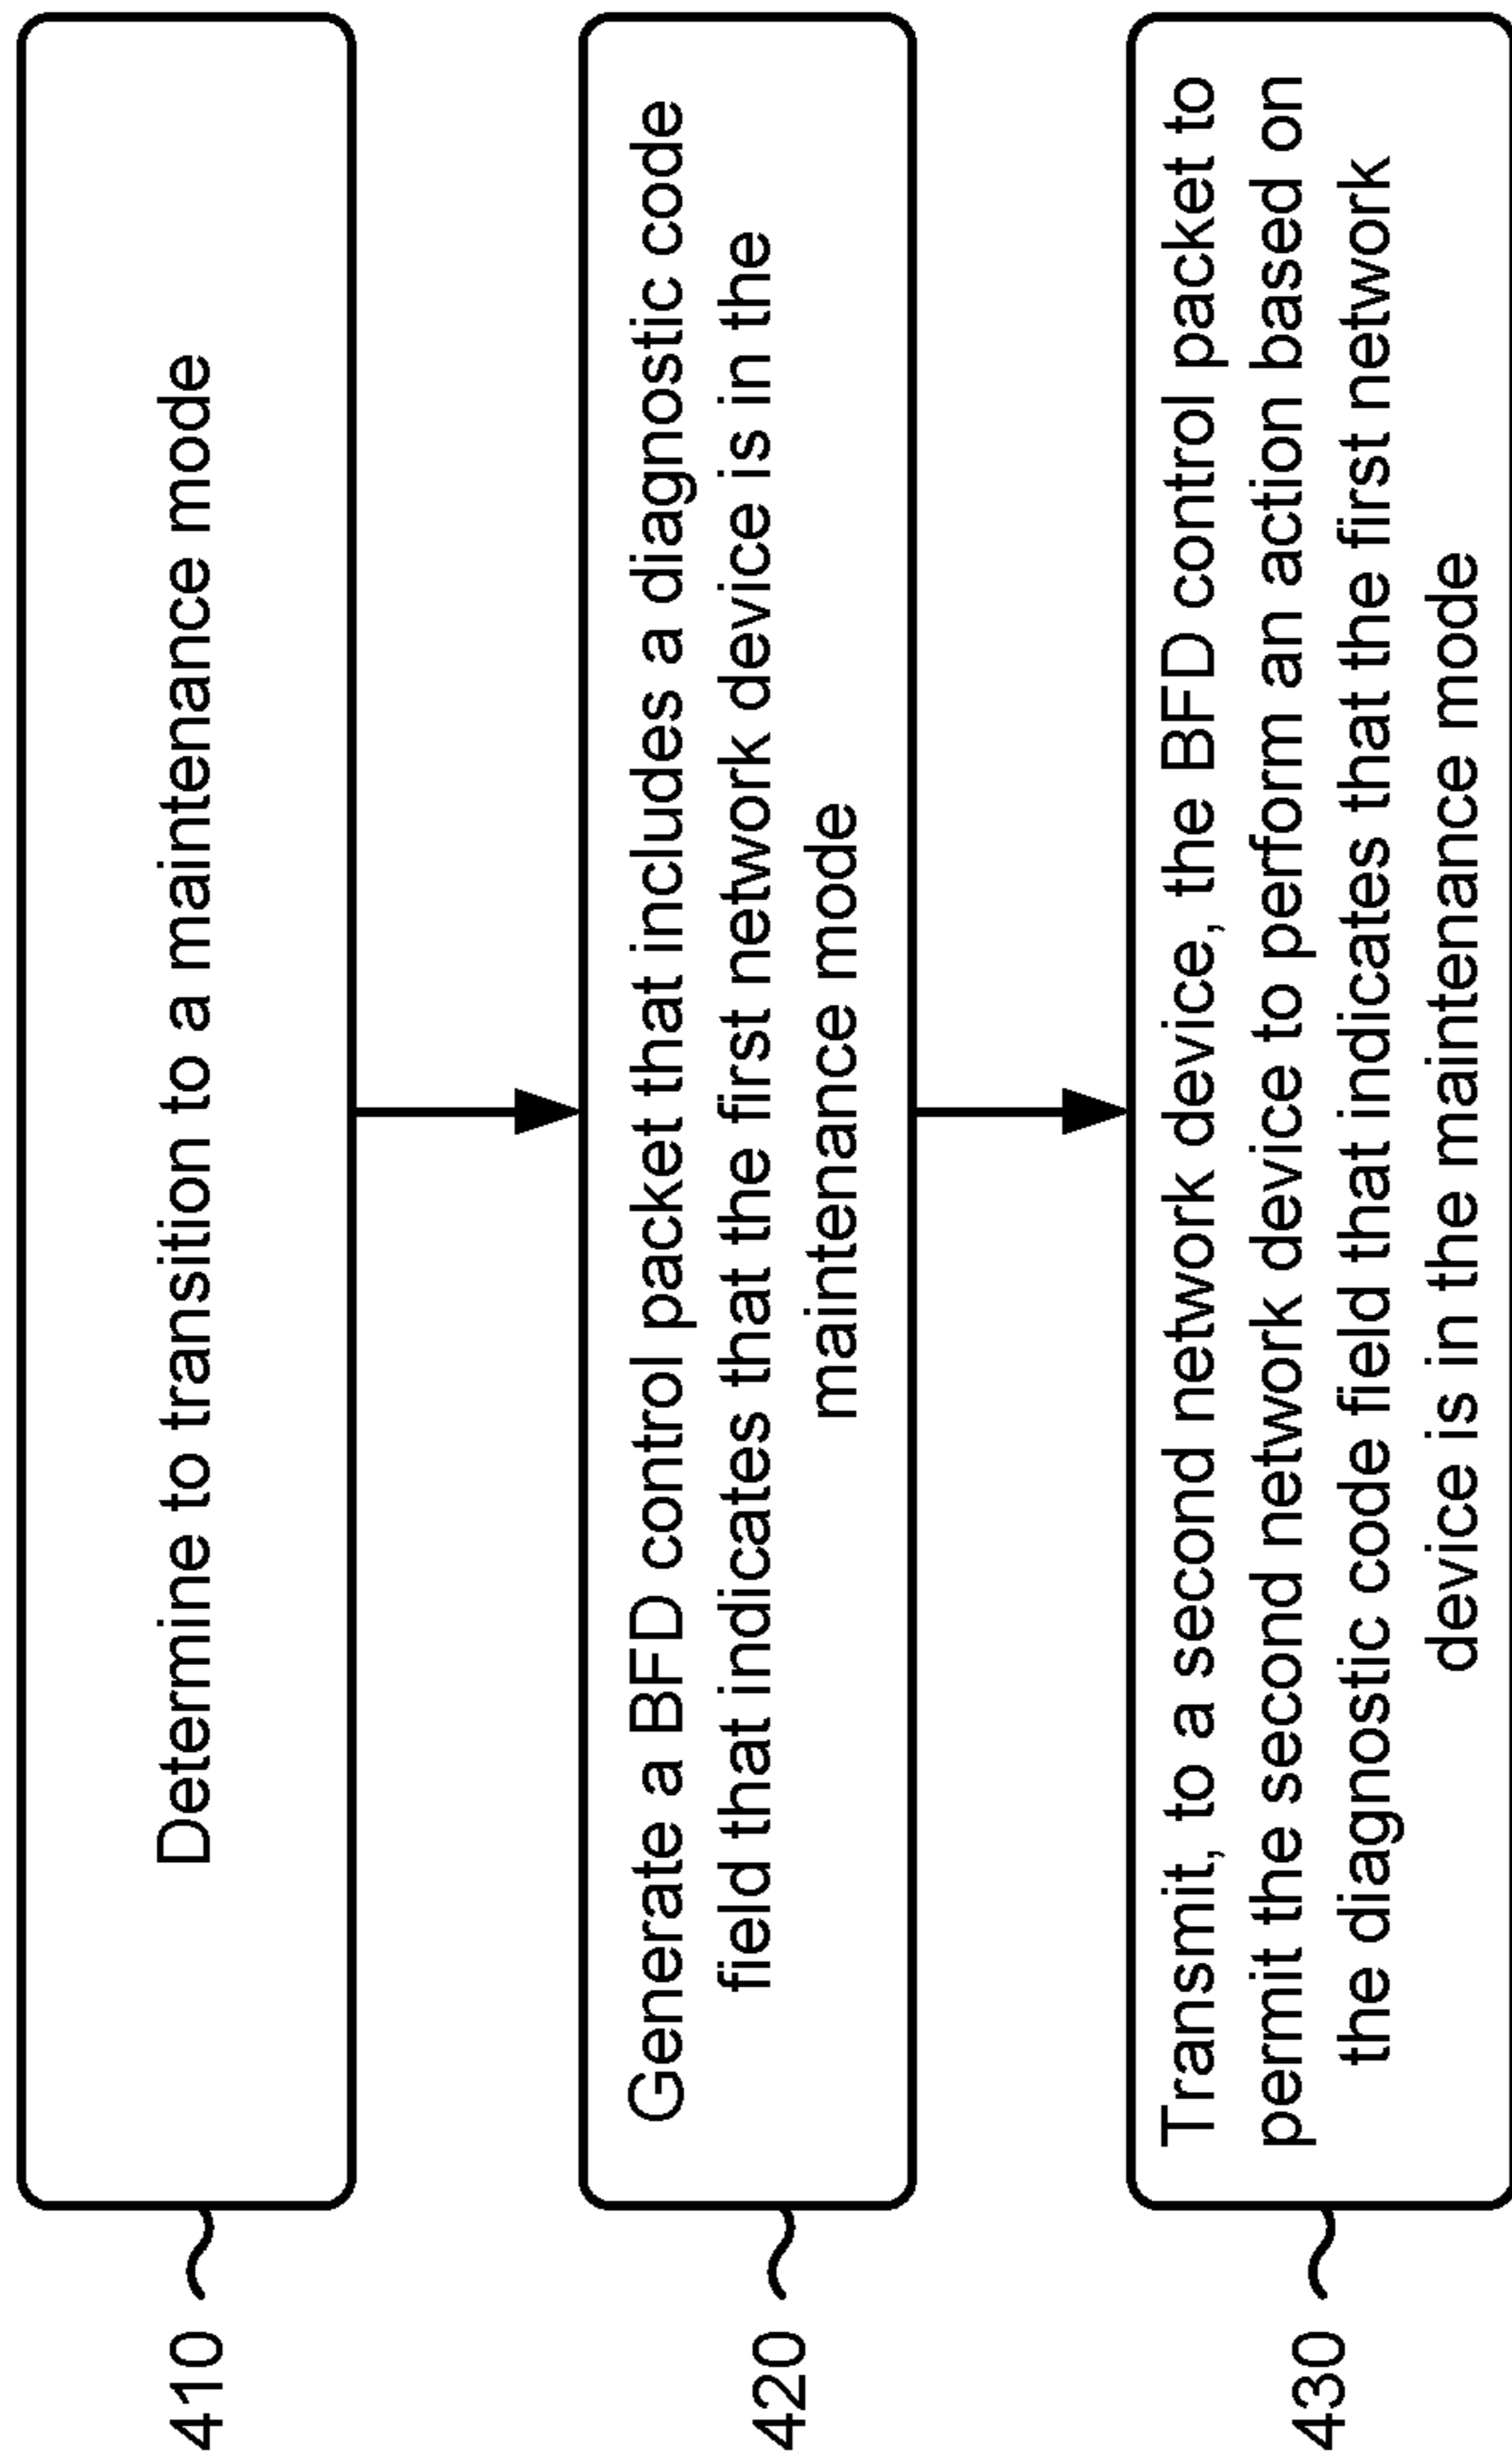 410
Determine to transition to a maintenance mode
420
Generate a BFD control packet that includes a diagnostic code
field that indicates that the first network device is in the
maintenance mode
430
Transmit, to a second network device, the BFD control packet to
permit the second network device to perform an action based on
the diagnostic code field that indicates that the first network
device is in the maintenance mode